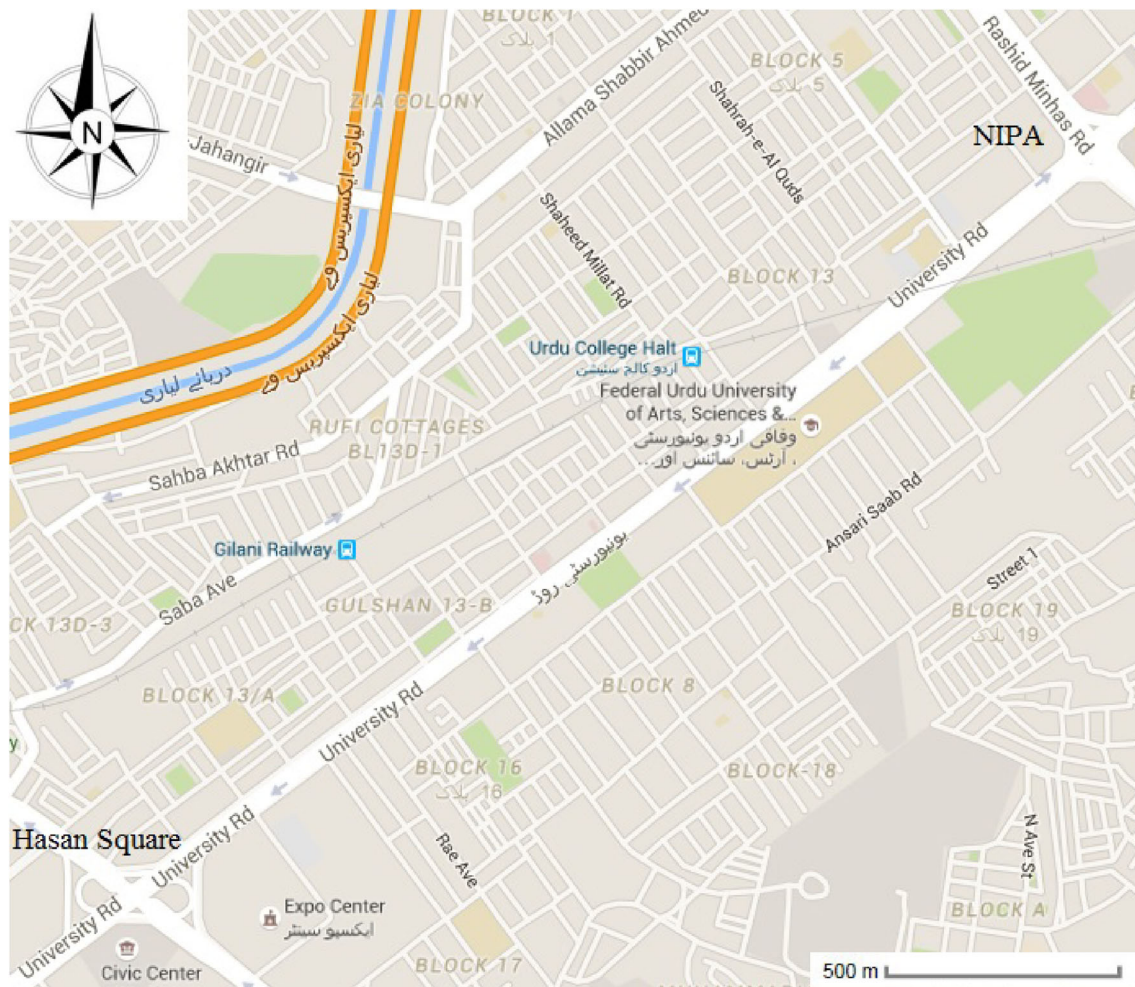 BLOCK 1
1 بلاک
BLOCK 5
5 بلاک
Rashid Minhas Rd
N
ZIA COLONY
Allama Shabbir Ahmed
Shahrah-e-Al Quds
NIPA
Jahangir
لیاری ایکسپریس وے
Shaheed Millat Rd
BLOCK 13
University Rd
لیاری ایکسپریس وے
Urdu College Halt
اردو کالج سٹیشن
دریائے لیاری
Federal Urdu University
of Arts, Sciences &...
وفاقی اردو یونیورسٹی
، آرٹس، سائنس اور...
RUFI COTTAGES
BL13D-1
Sahba Akhtar Rd
Ansari Saab Rd
Gilani Railway
یونیورسٹی روڈ
Street 1
Saba Ave
GULSHAN 13-B
BLOCK 19
19 بلاک
CK 13D-3
BLOCK 13/A
BLOCK 8
University Rd
y
BLOCK 16
16 بلاک
BLOCK-18
Hasan Square
University Rd
Rae Ave
N Ave St
Expo Center
ایکسپو سینٹر
BLOCK A
University Rd
Civic Center
BLOCK 17
500 m